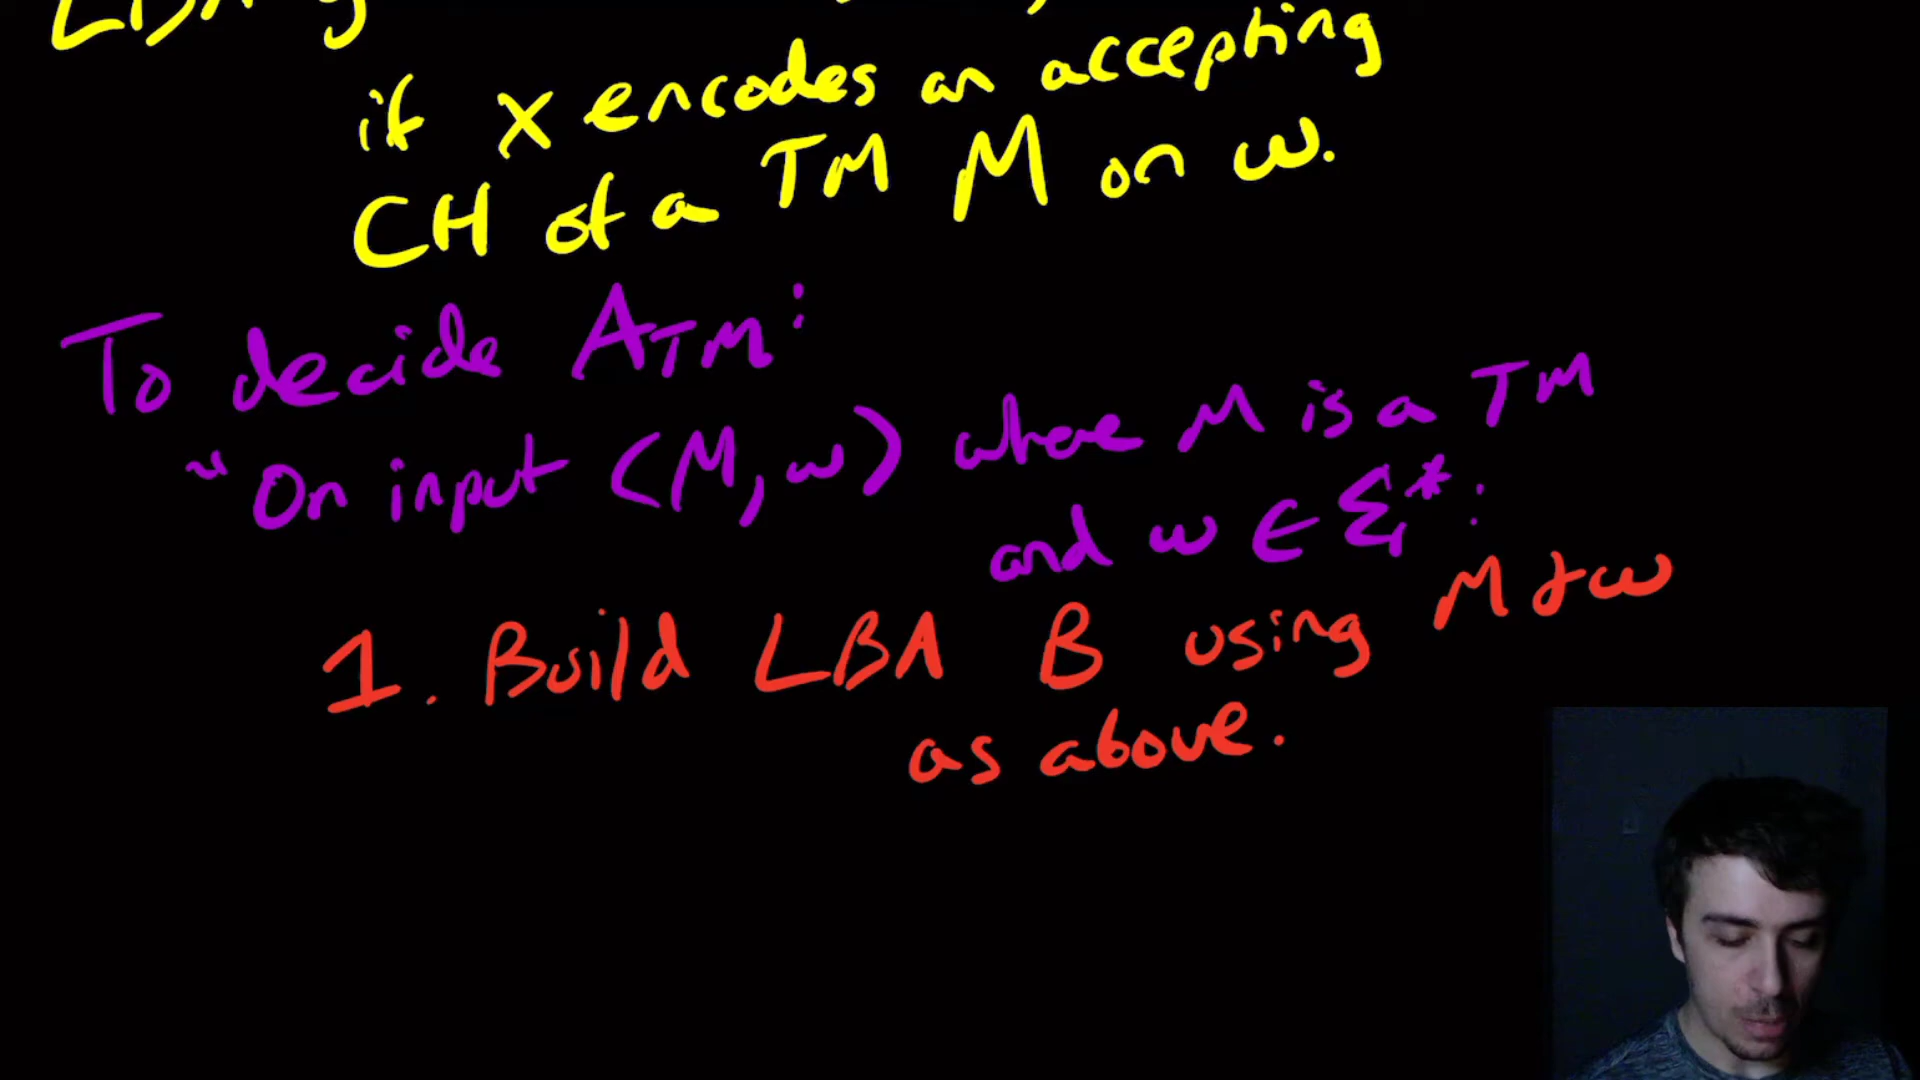 LBA
if x encodes an accepting
CH of a TM M on w.
To decide ATM:
"On input (M, w) where M is a TM
and w ∈ Σ*:
1. Build LBA B using M & w
as above.